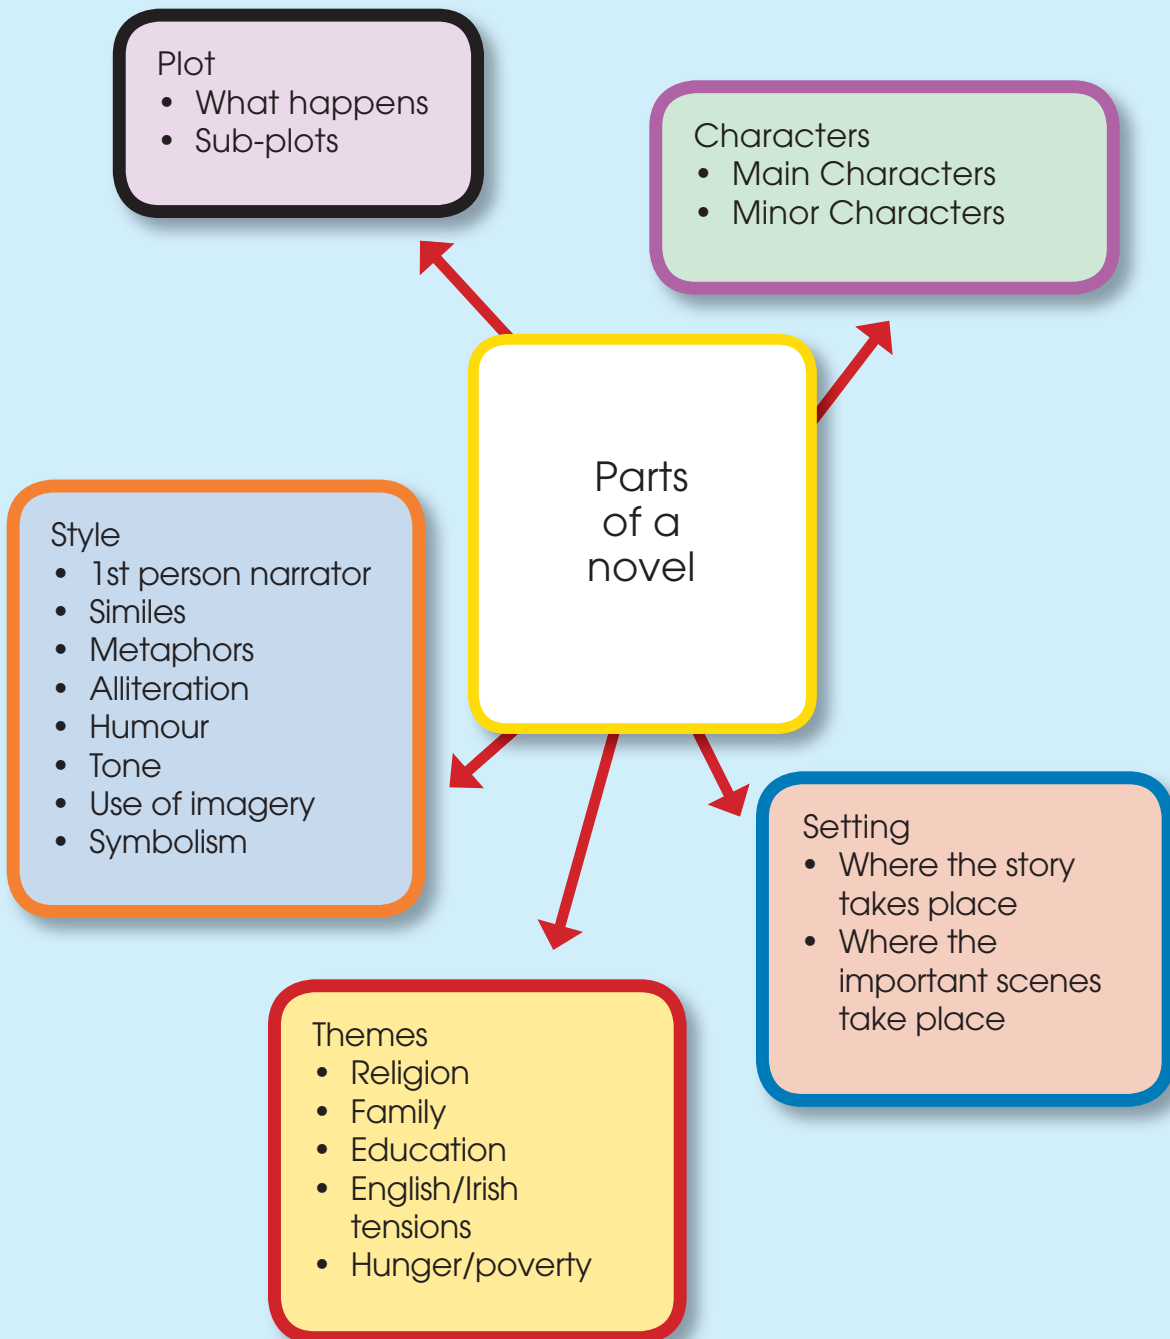 Plot
• What happens
• Sub-plots
Characters
• Main Characters
• Minor Characters
Parts
of a
novel
Style
• 1st person narrator
• Similes
• Metaphors
• Alliteration
• Humour
• Tone
• Use of imagery
• Symbolism
Setting
• Where the story
takes place
• Where the
important scenes
take place
Themes
• Religion
• Family
• Education
• English/Irish
tensions
• Hunger/poverty